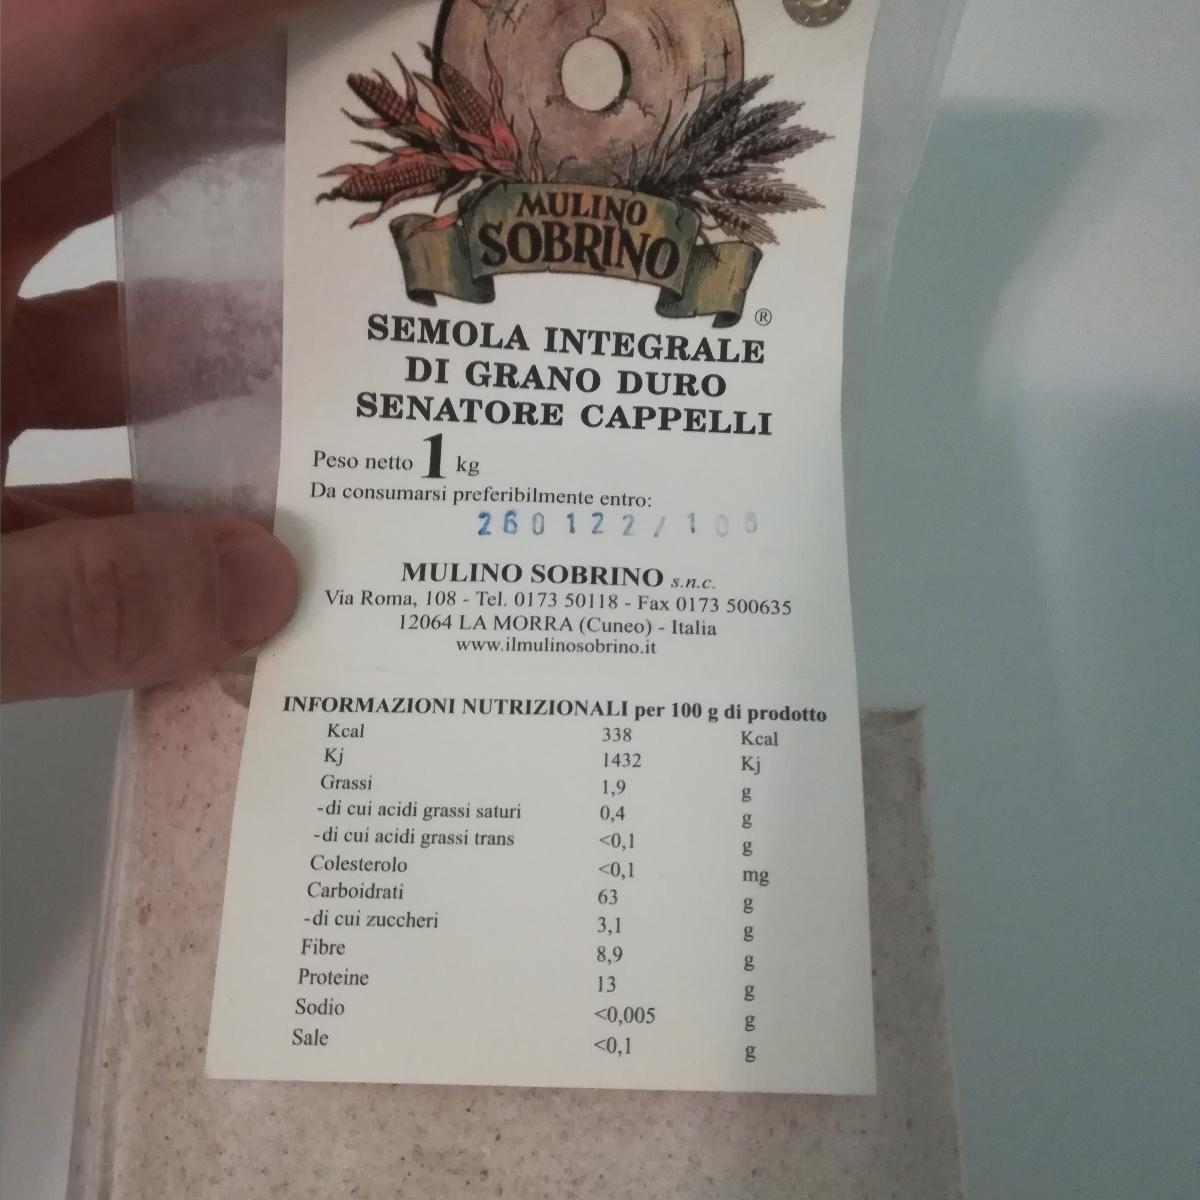 MULINO
SOBRINO
®
SEMOLA INTEGRALE
DI GRANO DURO
SENATORE CAPPELLI
Peso netto 1 kg
Da consumarsi preferibilmente entro:
260122/106
MULINO SOBRINO s.n.c.
Via Roma, 108 - Tel. 0173 50118 - Fax 0173 500635
12064 LA MORRA (Cuneo) - Italia
www.ilmulinosobrino.it
INFORMAZIONI NUTRIZIONALI per 100 g di prodotto
Kcal 338 Kcal
Kj 1432 Kj
Grassi 1,9 g
-di cui acidi grassi saturi 0,4 g
-di cui acidi grassi trans <0,1 g
Colesterolo <0,1 mg
Carboidrati 63 g
-di cui zuccheri 3,1 g
Fibre 8,9 g
Proteine 13 g
Sodio <0,005 g
Sale <0,1 g